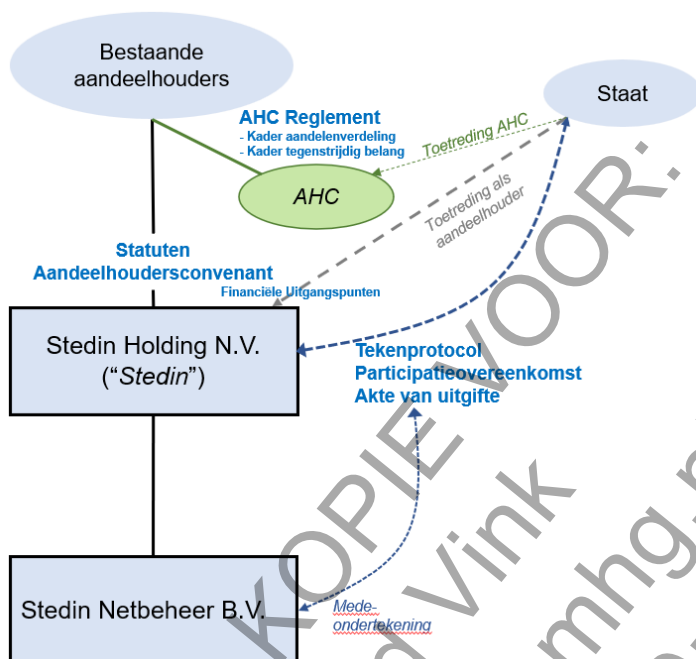 Bestaande
aandeelhouders
Staat
AHC Reglement
- Kader aandelenverdeling
- Kader tegenstrijdig belang
Toetreding AHC
AHC
Toetreding als
aandeelhouder
Statuten
Aandeelhoudersconvenant
Financiële Uitgangspunten
Stedin Holding N.V.
("Stedin")
Tekenprotocol
Participatieovereenkomst
Akte van uitgifte
Stedin Netbeheer B.V.
Mede-
ondertekening
KOPIE VOOR:
Vink